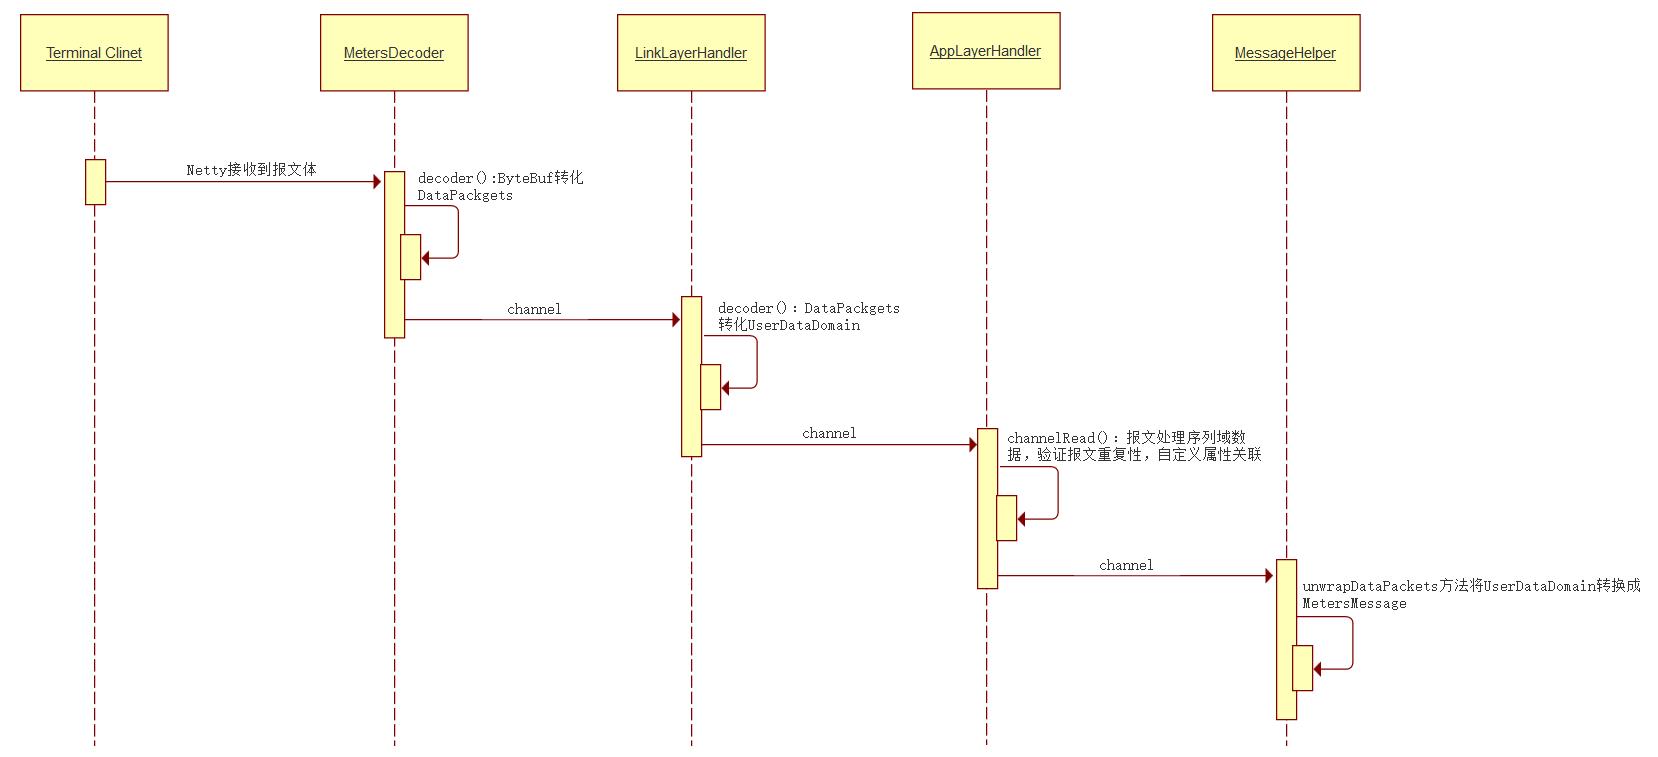 Terminal Clinet
MetersDecoder
LinkLayerHandler
AppLayerHandler
MessageHelper
Netty接收到报文体
decoder():ByteBuf转化
DataPackgets
channel
decoder()：DataPackgets
转化UserDataDomain
channel
channelRead()：报文处理序列域数
据，验证报文重复性，自定义属性关联
channel
unwrapDataPackets方法将UserDataDomain转换成
MetersMessage